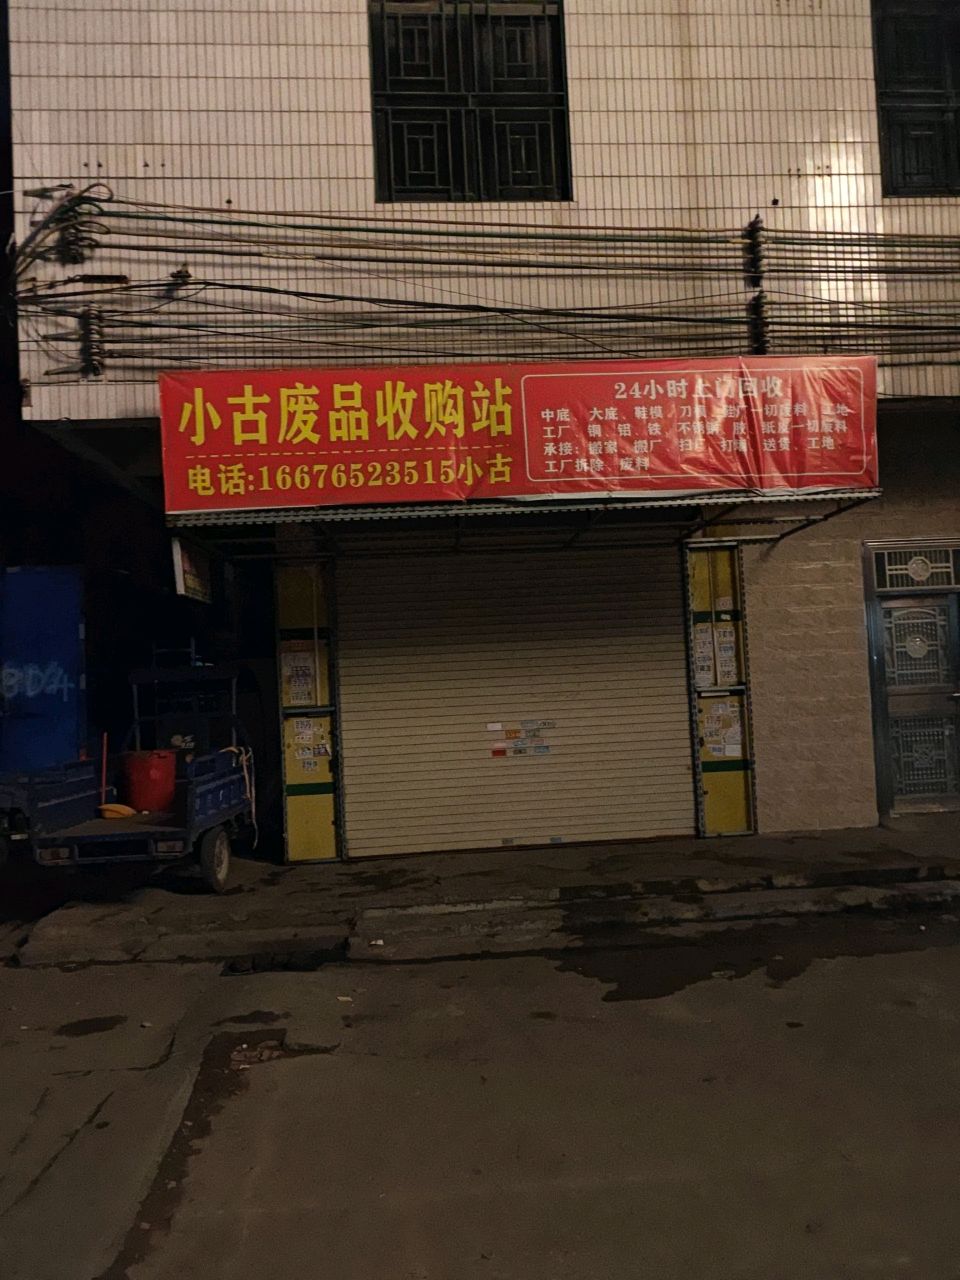 小古废品收购站
电话:16676523515小古
24小时上门回收
中底、大底、鞋模、刀模、鞋厂一切废料、工地
工厂、铜、铝、铁、不锈钢、胶、纸皮一切废料
承接：搬家、搬厂、扫厂、打墙、送货、工地、
工厂拆除、废料